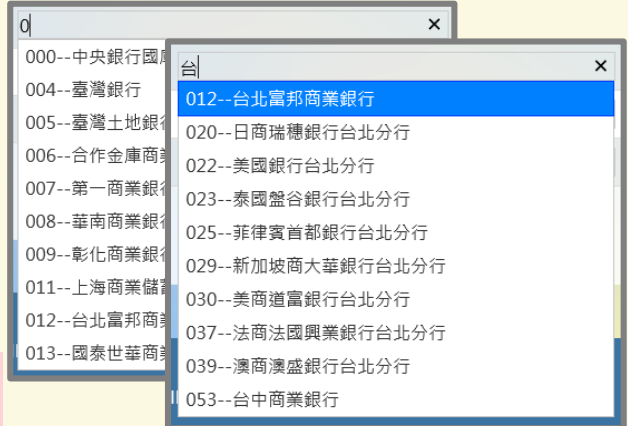 0
000--中央銀行國
004--臺灣銀行
005--臺灣土地銀
006--合作金庫商
007--第一商業銀
008--華南商業銀
009--彰化商業銀
011--上海商業儲
012--台北富邦商
013--國泰世華商
台
012--台北富邦商業銀行
020--日商瑞穗銀行台北分行
022--美國銀行台北分行
023--泰國盤谷銀行台北分行
025--菲律賓首都銀行台北分行
029--新加坡商大華銀行台北分行
030--美商道富銀行台北分行
037--法商法國興業銀行台北分行
039--澳商澳盛銀行台北分行
053--台中商業銀行